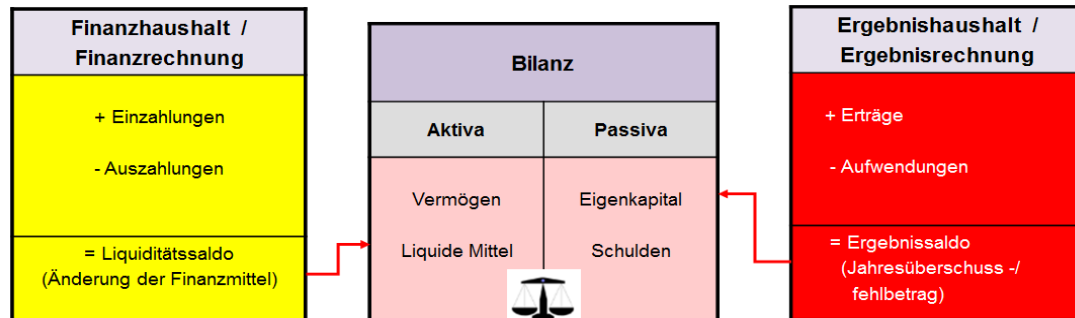 Finanzhaushalt /
Finanzrechnung
+ Einzahlungen
- Auszahlungen
= Liquiditätssaldo
(Änderung der Finanzmittel)
Bilanz
Aktiva
Passiva
Vermögen
Eigenkapital
Liquide Mittel
Schulden
Ergebnishaushalt /
Ergebnisrechnung
+ Erträge
- Aufwendungen
= Ergebnissaldo
(Jahresüberschuss -/
fehlbetrag)